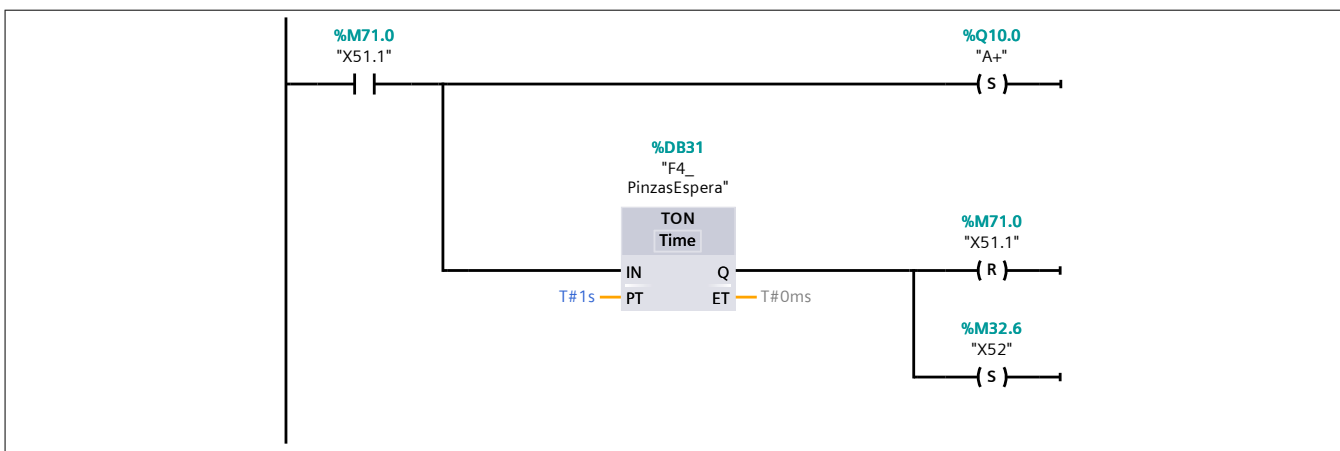 %M71.0
"X51.1"
%Q10.0
"A+"
S
%DB31
"F4_
PinzasEspera"
TON
Time
IN
Q
T#1s
PT
ET
T#0ms
%M71.0
"X51.1"
R
%M32.6
"X52"
S